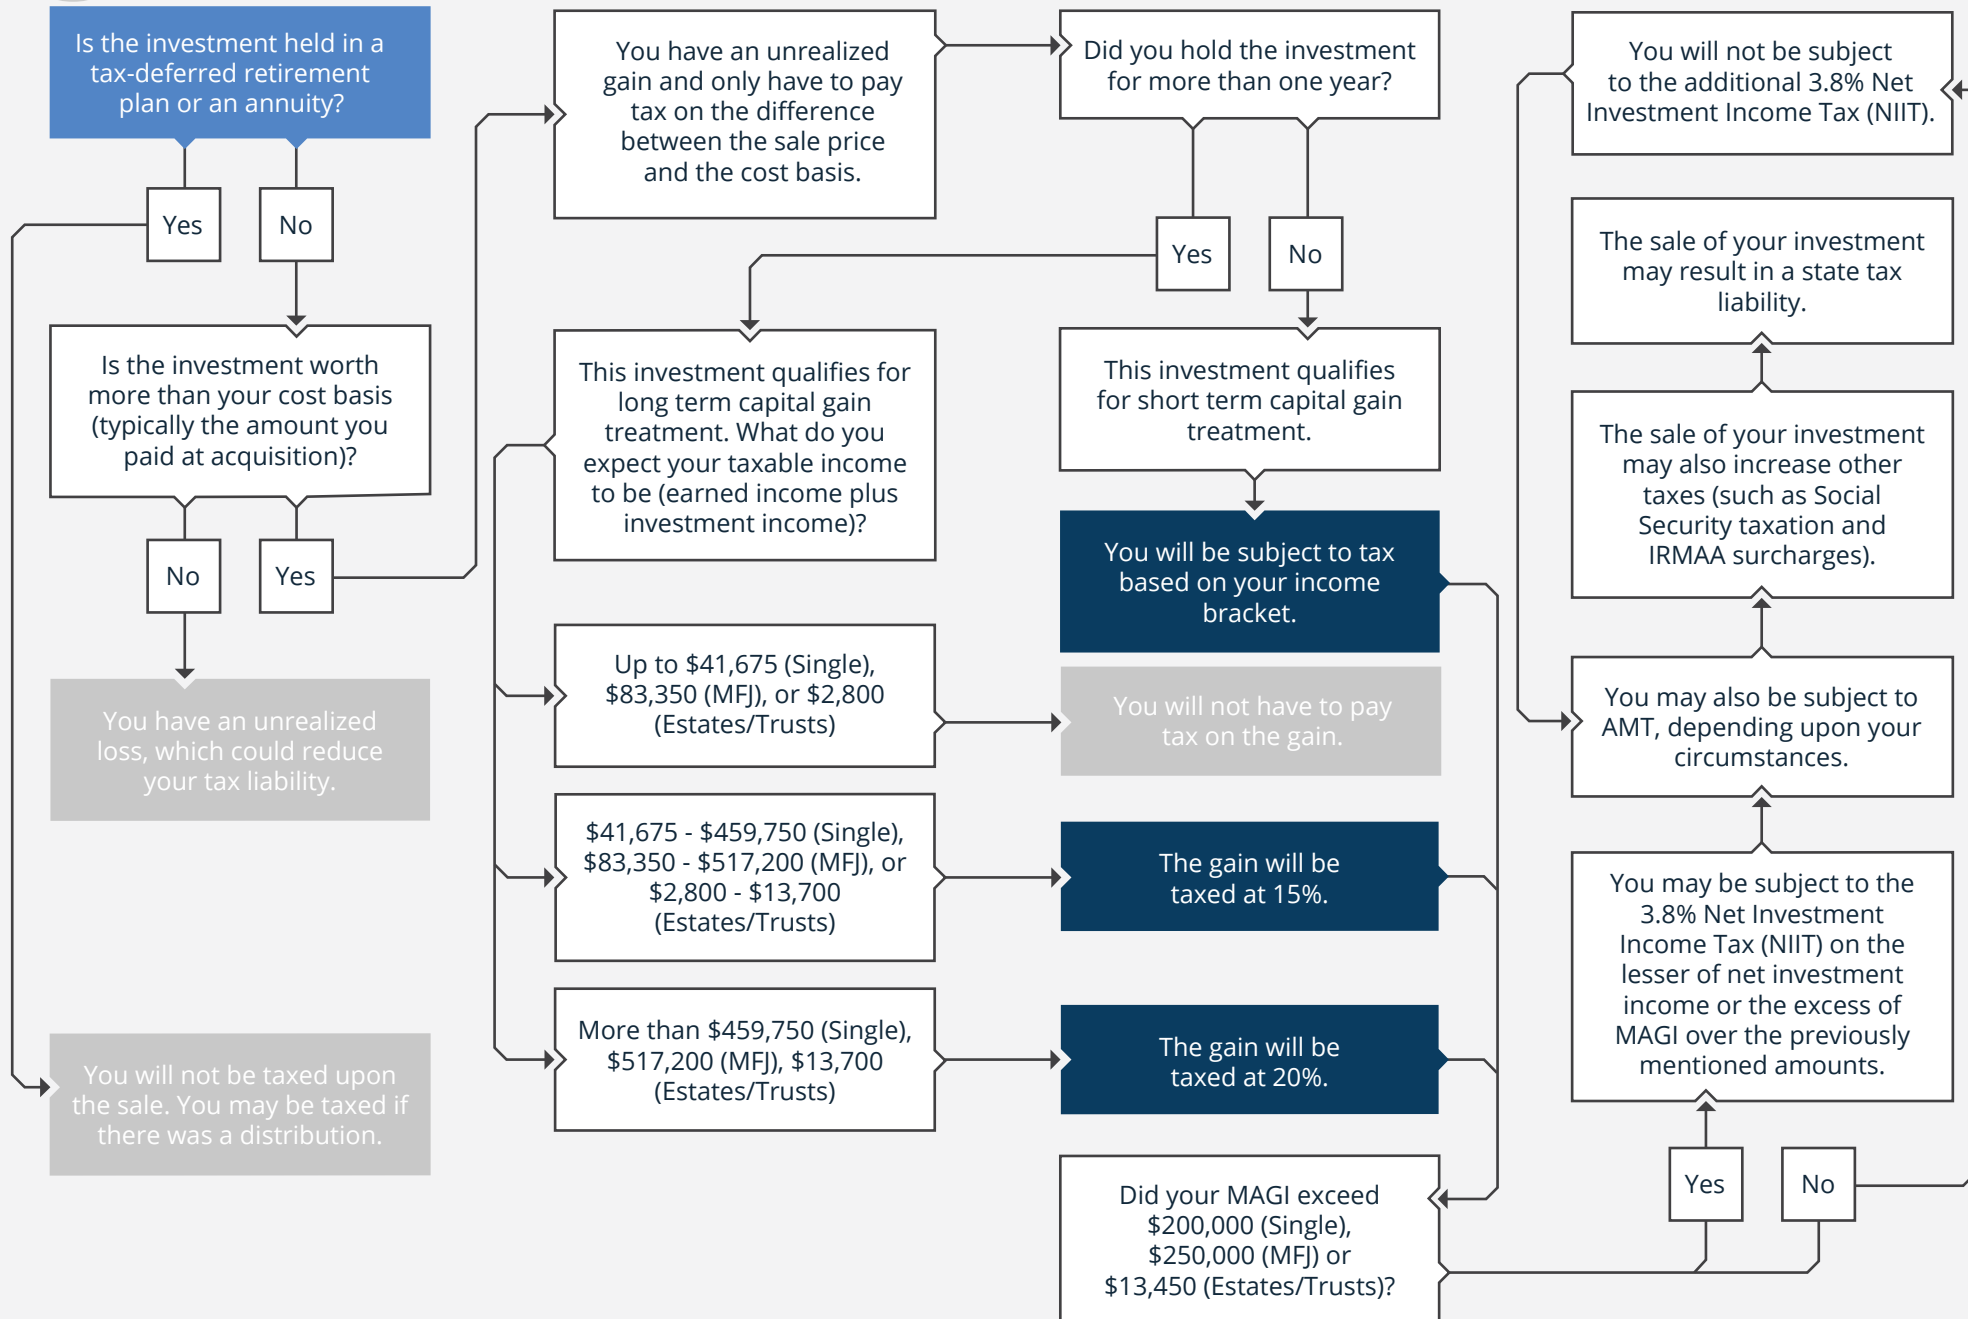 Is the investment held in a
tax-deferred retirement
plan or an annuity?
Yes
No
Is the investment worth
more than your cost basis
(typically the amount you
paid at acquisition)?
No
Yes
You have an unrealized
loss, which could reduce
your tax liability.
You will not be taxed upon
the sale. You may be taxed if
there was a distribution.
You have an unrealized
gain and only have to pay
tax on the difference
between the sale price
and the cost basis.
Did you hold the investment
for more than one year?
Yes
No
This investment qualifies for
long term capital gain
treatment. What do you
expect your taxable income
to be (earned income plus
investment income)?
This investment qualifies
for short term capital gain
treatment.
You will be subject to tax
based on your income
bracket.
Up to $41,675 (Single),
$83,350 (MFJ), or $2,800
(Estates/Trusts)
You will not have to pay
tax on the gain.
$41,675 - $459,750 (Single),
$83,350 - $517,200 (MFJ), or
$2,800 - $13,700
(Estates/Trusts)
The gain will be
taxed at 15%.
More than $459,750 (Single),
$517,200 (MFJ), $13,700
(Estates/Trusts)
The gain will be
taxed at 20%.
Did your MAGI exceed
$200,000 (Single),
$250,000 (MFJ) or
$13,450 (Estates/Trusts)?
Yes
No
You will not be subject
to the additional 3.8% Net
Investment Income Tax (NIIT).
The sale of your investment
may result in a state tax
liability.
The sale of your investment
may also increase other
taxes (such as Social
Security taxation and
IRMAA surcharges).
You may also be subject to
AMT, depending upon your
circumstances.
You may be subject to the
3.8% Net Investment
Income Tax (NIIT) on the
lesser of net investment
income or the excess of
MAGI over the previously
mentioned amounts.